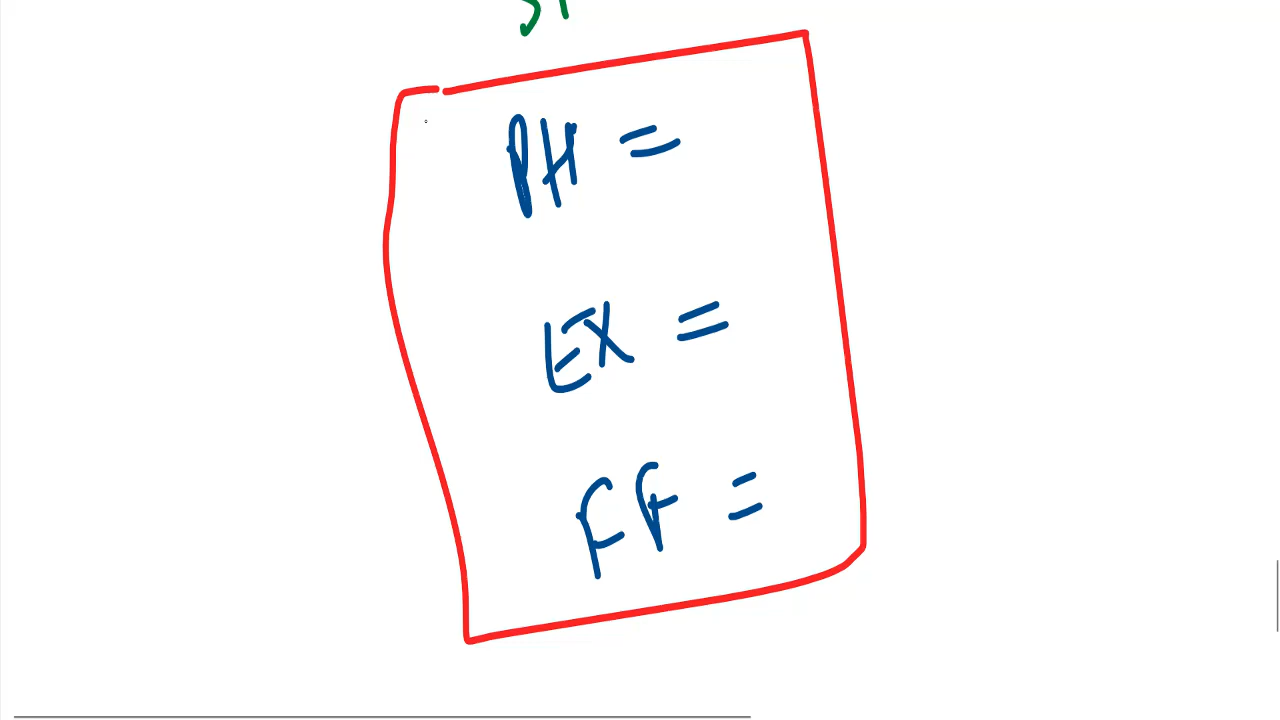 PH =
EX =
FF =